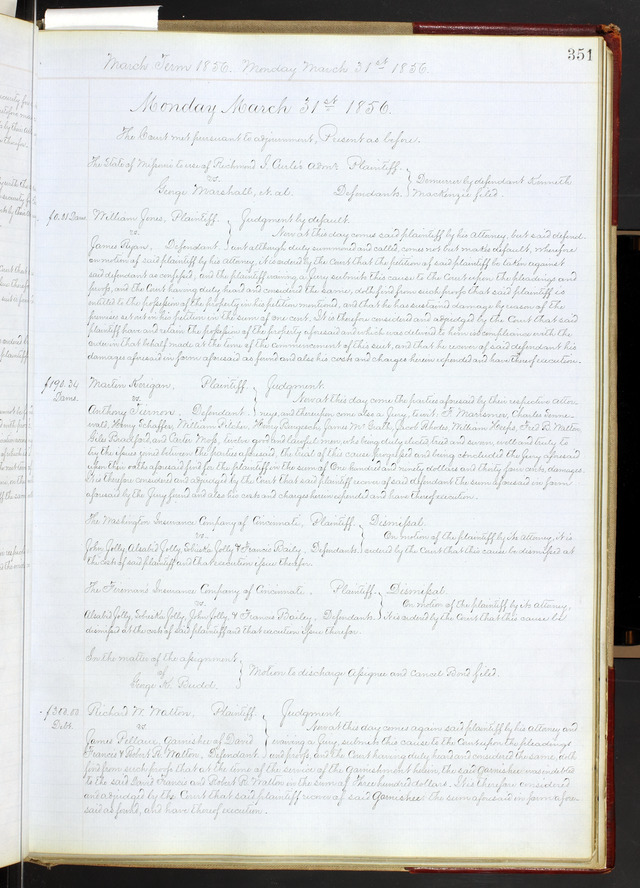 351
March Term 1856. Monday March 31st 1856.
Monday March 31st 1856.
The Court met pursuant to adjournment, Present as before.
The State of Missouri to use of Richmond J. Admr. Plaintiff.
vs.
George Marshall, et. al. Defendants.
Demurrer by defendant Kenneth
Mackenzie filed
$0.01 Dams. William Jones, Plaintiff. Judgment by default.
vs.
Now at this day comes said plaintiff by his attorney, but said defend-
James Ryan, Defendant. ant although duly summoned and called, comes not but makes default, wherefore
on motion of said plaintiff by his attorney, it is ordered by the Court that the petition of said plaintiff be taken against
said defendant as confessed, and the plaintiff waiving a Jury submits this cause to the Court upon the pleadings and
proofs, and the Court having duly heard and considered the same, doth find from such proofs that said plaintiff is
entitled to the possession of the property in his petition mentioned, and that he has sustained damage by reason of the
premises set out in his petition in the sum of one cent. It is therefore considered and adjudged by the Court that said
plaintiff have and retain the possession of the property aforesaid and which was delivered to him in compliance with the
order in that behalf made at the time of the commencement of this suit, and that he recover of said defendant his
damages aforesaid in form aforesaid as found and also his costs and charges herein expended and have thereof execution.
$190.34 Martin Plaintiff Judgment.
Dams. vs.
Now at this day come the parties aforesaid by their respective attor-
Anthony Defendant. neys, and thereupon come also a Jury, to wit: Charles
Henry Schaffer, William Henry James Mc Jacob Rhodes, William Fred B. Walton,
Giles and Carter Moss, twelve good and lawful men, who being duly elected tried and sworn, well and truly to
try the issues joined between the parties aforesaid, the trial of this cause progressed and being concluded the Jury aforesaid
upon their oaths aforesaid find for the plaintiff in the sum of One hundred and ninety dollars and thirty four cents damages.
It is therefore considered and adjudged by the Court that said plaintiff recover of said defendant the sum aforesaid in form
aforesaid by the Jury found and also his costs and charges herein expended and have thereof execution.
The Washington Insurance Company of Cincinnati, Plaintiff Dismissal.
vs.
On motion of the plaintiff by its Attorney, it is
John Jolly, Jolly, Jolly & Francis Baily, Defendants. ordered by the Court that this cause be dismissed at
the cost of said plaintiff and that execution issue therefor.
The Firemans Insurance Company of Cincinnati. Plaintiff. Dismissal.
vs.
On motion of the plaintiff by its attorney,
Jolly, Jolly, John Jolly, & Francis Bailey, Defendants. It is ordered by the Court that this cause be
dismissed at the costs of said plaintiff and that execution issue therefor.
In the matter of the assignment
of
George Budd.
Motion to discharge Assignee and Cancel Bond filed.
Richard W. Walton, Plaintiff Judgment.
Debt. vs
Now at this day comes again said plaintiff by his attorney and
James Garnishee of David waiving a Jury, submits this cause to the Court upon the pleadings
Francis & Robert R. Walton, Defendant. and proofs, and the Court having duly heard and considered the same, doth
find from such proofs that at the time of the service of the garnishment herein, the said Garnishee was indebted
to the said David Francis and Robert R. Walton in the sum of Three hundred dollars. It is therefore considered
and adjudged by the Court that said plaintiff recover of said Garnishee the sum aforesaid in form afore-
said as found, and have thereof execution.